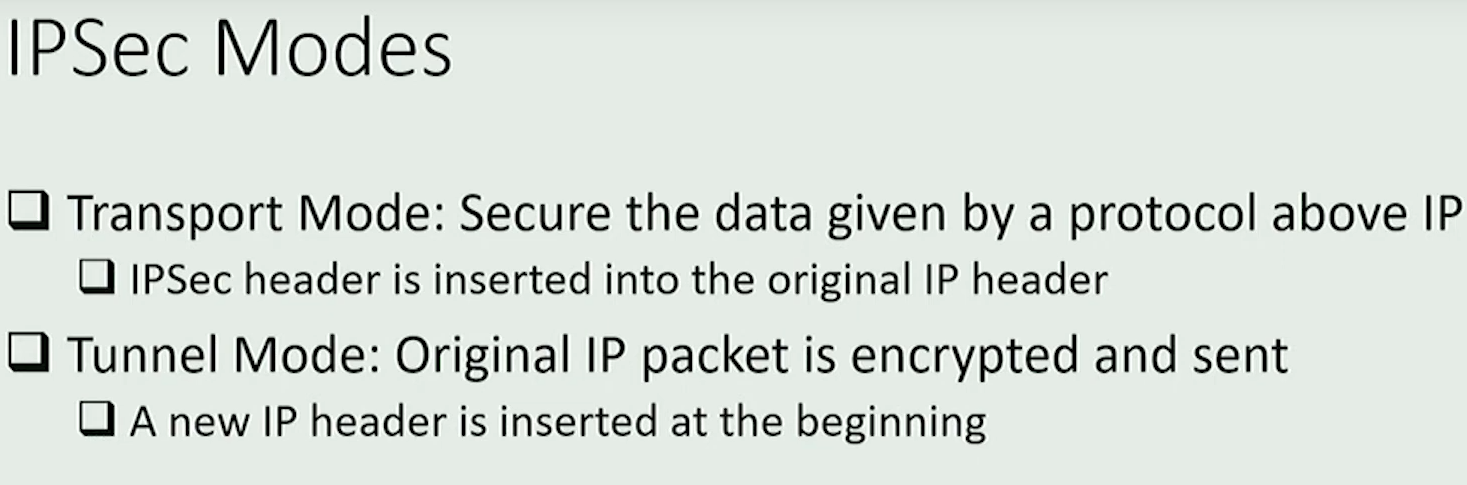 IPSec Modes
Transport Mode: Secure the data given by a protocol above IP
IPSec header is inserted into the original IP header
Tunnel Mode: Original IP packet is encrypted and sent
A new IP header is inserted at the beginning